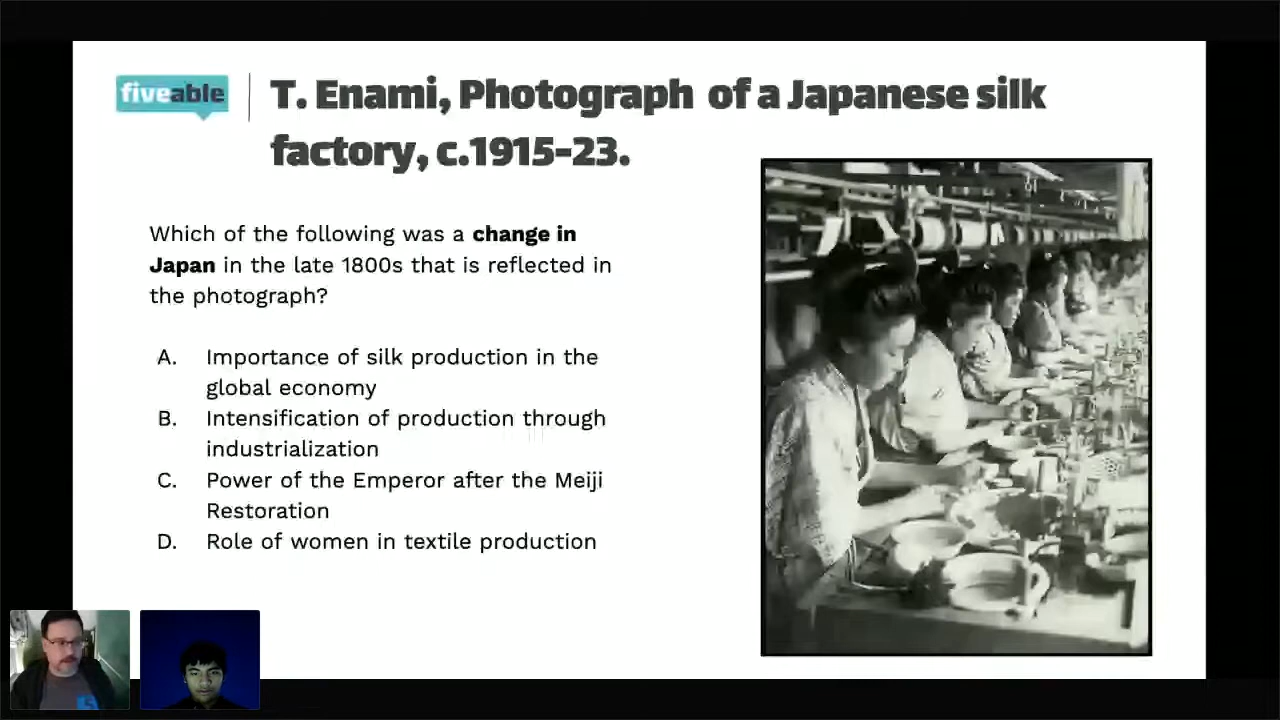 fiveable
T. Enami, Photograph of a Japanese silk
factory, c.1915-23.
Which of the following was a change in
Japan in the late 1800s that is reflected in
the photograph?
A. Importance of silk production in the
global economy
B. Intensification of production through
industrialization
C. Power of the Emperor after the Meiji
Restoration
D. Role of women in textile production